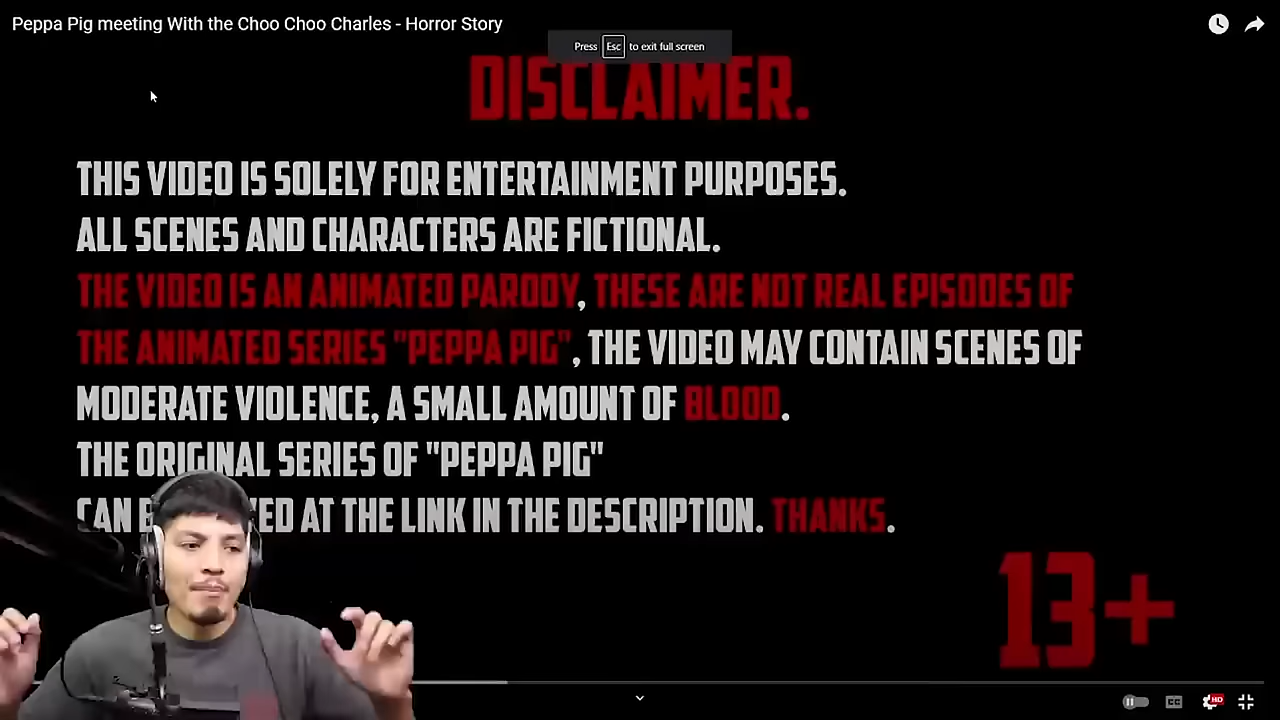 Peppa Pig meeting With the Choo Choo Charles - Horror Story
Press Esc to exit full screen
DISCLAIMER.
THIS VIDEO IS SOLELY FOR ENTERTAINMENT PURPOSES.
ALL SCENES AND CHARACTERS ARE FICTIONAL.
THE VIDEO IS AN ANIMATED PARODY, THESE ARE NOT REAL EPISODES OF
THE ANIMATED SERIES "PEPPA PIG", THE VIDEO MAY CONTAIN SCENES OF
MODERATE VIOLENCE, A SMALL AMOUNT OF BLOOD.
THE ORIGINAL SERIES OF "PEPPA PIG"
CAN AT THE LINK IN THE DESCRIPTION. THANKS.
13+
CC HD